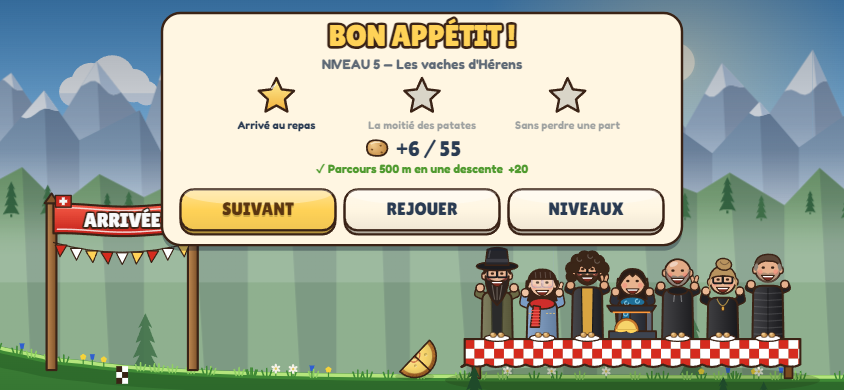 BON APPÉTIT !
NIVEAU 5 – Les vaches d'Hérens
Arrivé au repas
La moitié des patates
Sans perdre une part
+6 / 55
✓ Parcours 500 m en une descente +20
SUIVANT
REJOUER
NIVEAUX
ARRIVÉE